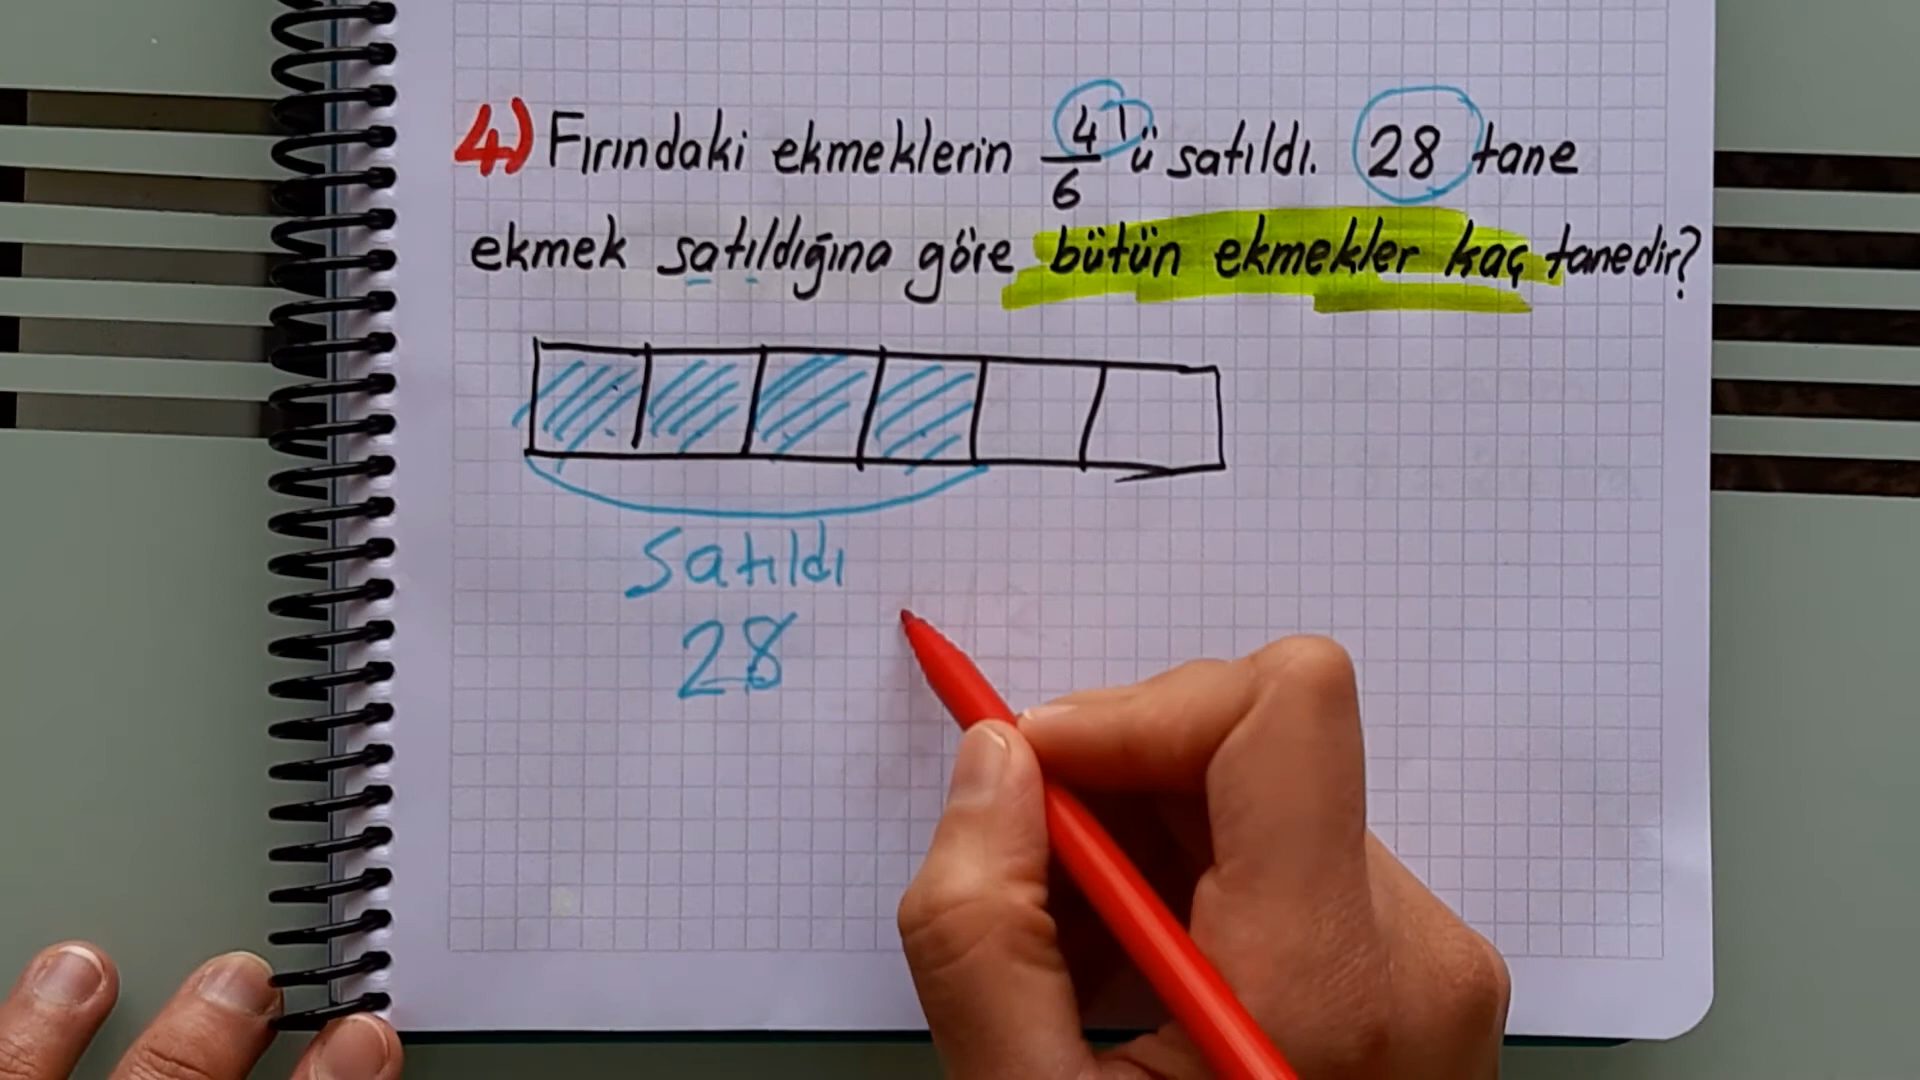 4) Fırındaki ekmeklerin 4/6'ü satıldı. 28 tane
ekmek satıldığına göre bütün ekmekler kaç tanedir?
Satıldı
28